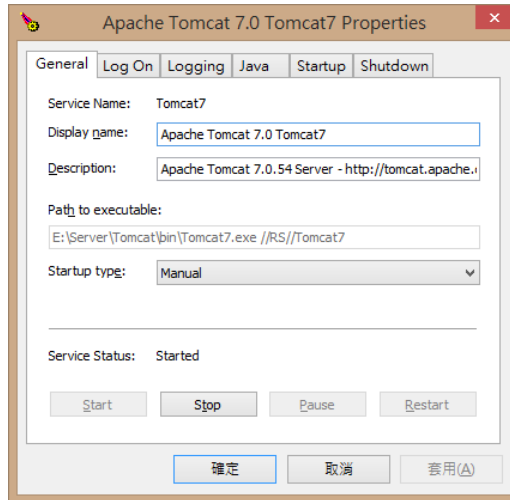 Apache Tomcat 7.0 Tomcat7 Properties
General Log On Logging Java Startup Shutdown
Service Name: Tomcat7
Display name: Apache Tomcat 7.0 Tomcat7
Description: Apache Tomcat 7.0.54 Server - http://tomcat.apache.
Path to executable:
E:\Server\Tomcat\bin\Tomcat7.exe //RS//Tomcat7
Startup type: Manual
Service Status: Started
Start Stop Pause Restart
確定 取消 套用(A)